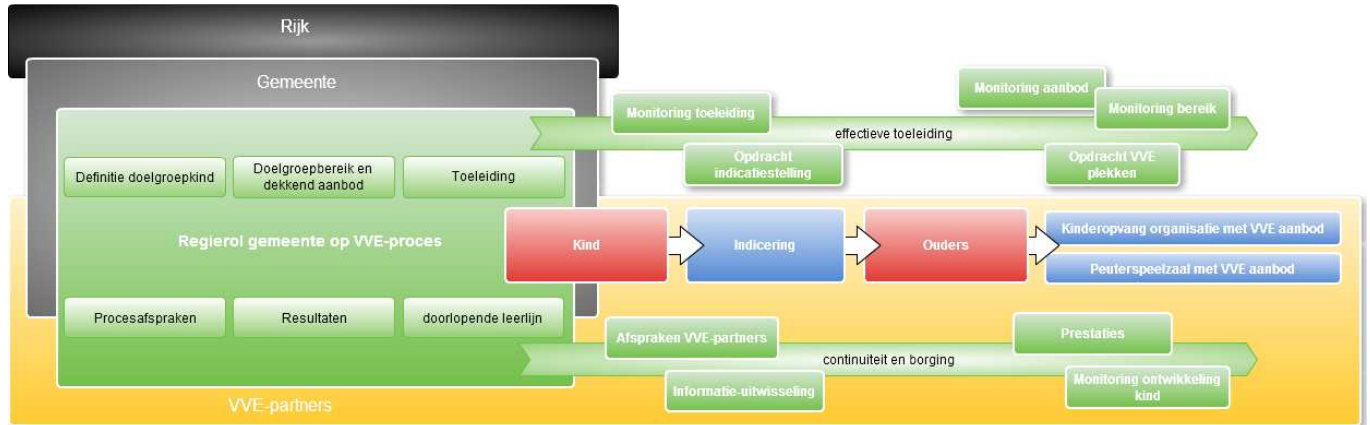 Rijk
Gemeente
Monitoring aanbod
Monitoring toeleiding
Monitoring bereik
effectieve toeleiding
Opdracht
indicatiestelling
Opdracht VVE
plekken
Definitie doelgroepkind
Doelgroepbereik en
dekkend aanbod
Toeleiding
Regierol gemeente op VVE-proces
Kind
Indicering
Ouders
Kinderopvang organisatie met VVE aanbod
Peuterspeelzaal met VVE aanbod
Procesafspraken
Resultaten
doorlopende leerlijn
Afspraken VVE-partners
Prestaties
continuiteit en borging
Informatie-uitwisseling
Monitoring ontwikkeling
kind
VVE-partners